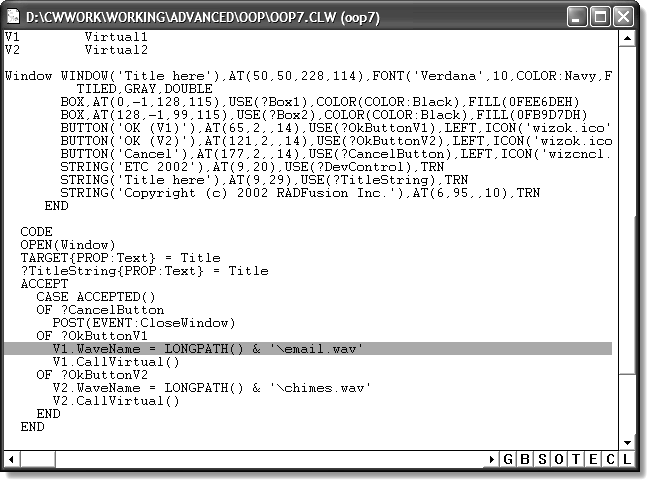 D:\CWWORK\WORKING\ADVANCED\OOP\OOP7.CLW (oop7)
V1        Virtual1
V2        Virtual2
Window WINDOW('Title here'),AT(50,50,228,114),FONT('Verdana',10,COLOR:Navy,F
         TILED,GRAY,DOUBLE
       BOX,AT(0,-1,128,115),USE(?Box1),COLOR(COLOR:Black),FILL(0FEE6DEH)
       BOX,AT(128,-1,99,115),USE(?Box2),COLOR(COLOR:Black),FILL(0FB9D7DH)
       BUTTON('OK (V1)'),AT(65,2,,14),USE(?OkButtonV1),LEFT,ICON('wizok.ico'
       BUTTON('OK (V2)'),AT(121,2,,14),USE(?OkButtonV2),LEFT,ICON('wizok.ico
       BUTTON('Cancel'),AT(177,2,,14),USE(?CancelButton),LEFT,ICON('wizcncl.
       STRING('ETC 2002'),AT(9,20),USE(?DevControl),TRN
       STRING('Title here'),AT(9,29),USE(?TitleString),TRN
       STRING('Copyright (c) 2002 RADFusion Inc.'),AT(6,95,,10),TRN
     END
  CODE
  OPEN(Window)
  TARGET{PROP:Text} = Title
  ?TitleString{PROP:Text} = Title
  ACCEPT
    CASE ACCEPTED()
    OF ?CancelButton
      POST(EVENT:CloseWindow)
    OF ?OkButtonV1
      V1.WaveName = LONGPATH() & '\email.wav'
      V1.CallVirtual()
    OF ?OkButtonV2
      V2.WaveName = LONGPATH() & '\chimes.wav'
      V2.CallVirtual()
    END
  END
G B S O T E C L